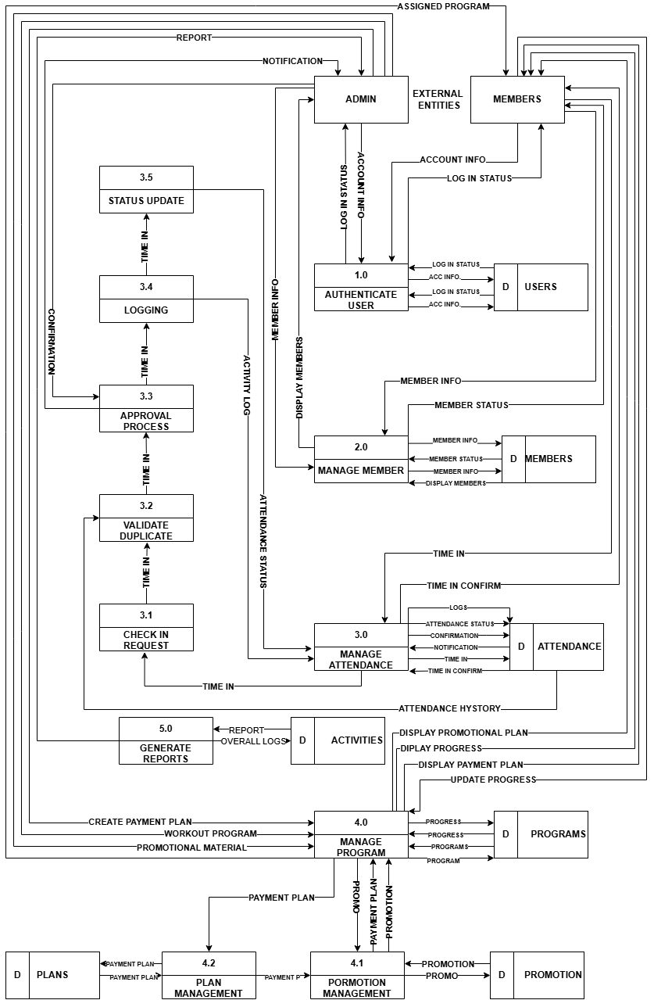 ASSIGNED PROGRAM
REPORT
NOTIFICATION
ADMIN
EXTERNAL
ENTITIES
MEMBERS
ACCOUNT INFO
LOG IN STATUS
LOG IN STATUS
ACCOUNT INFO
3.5
STATUS UPDATE
TIME IN
1.0
AUTHENTICATE
USER
LOG IN STATUS
ACC INFO.
LOG IN STATUS
ACC INFO.
D
USERS
3.4
LOGGING
MEMBER INFO
CONFIRMATION
TIME IN
ACTIVITY LOG
DISPLAY MEMBERS
MEMBER INFO
MEMBER STATUS
3.3
APPROVAL
PROCESS
2.0
MANAGE MEMBER
MEMBER INFO
MEMBER STATUS
MEMBER INFO
DISPLAY MEMBERS
D
MEMBERS
TIME IN
3.2
VALIDATE
DUPLICATE
ATTENDANCE STATUS
TIME IN
TIME IN
TIME IN CONFIRM
3.1
CHECK IN
REQUEST
LOGS
3.0
MANAGE
ATTENDANCE
ATTENDANCE STATUS
CONFIRMATION
NOTIFICATION
TIME IN
TIME IN CONFIRM
D
ATTENDANCE
TIME IN
ATTENDANCE HYSTORY
5.0
GENERATE
REPORTS
REPORT
OVERALL LOGS
D
ACTIVITIES
DISPLAY PROMOTIONAL PLAN
DIPLAY PROGRESS
DISPLAY PAYMENT PLAN
UPDATE PROGRESS
CREATE PAYMENT PLAN
WORKOUT PROGRAM
PROMOTIONAL MATERIAL
4.0
MANAGE
PROGRAM
PROGRESS
PROGRESS
PROGRAMS
PROGRAM
D
PROGRAMS
PAYMENT PLAN
PROMO
PAYMENT PLAN
PROMOTION
D
PLANS
PAYMENT PLAN
PAYMENT PLAN
4.2
PLAN
MANAGEMENT
PAYMENT P
4.1
PORMOTION
MANAGEMENT
PROMOTION
PROMO
D
PROMOTION